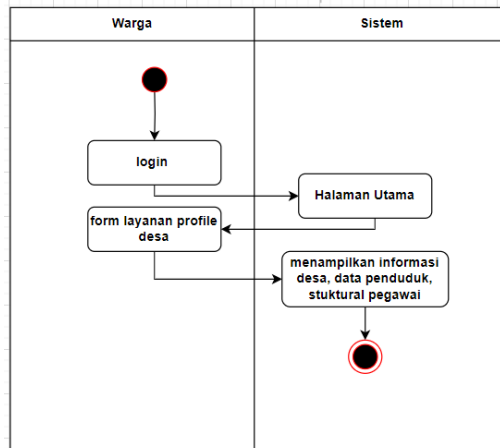 Warga
Sistem
login
Halaman Utama
form layanan profile
desa
menampilkan informasi
desa, data penduduk,
stuktural pegawai